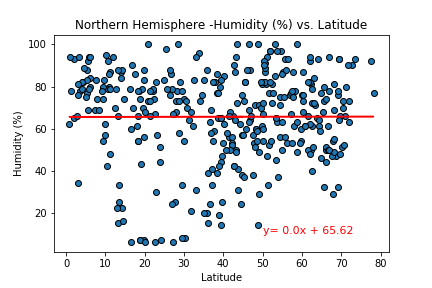 Northern Hemisphere -Humidity (%) vs. Latitude
Humidity (%)
100
80
60
40
20
y= 0.0x + 65.62
0 10 20 30 40 50 60 70 80
Latitude